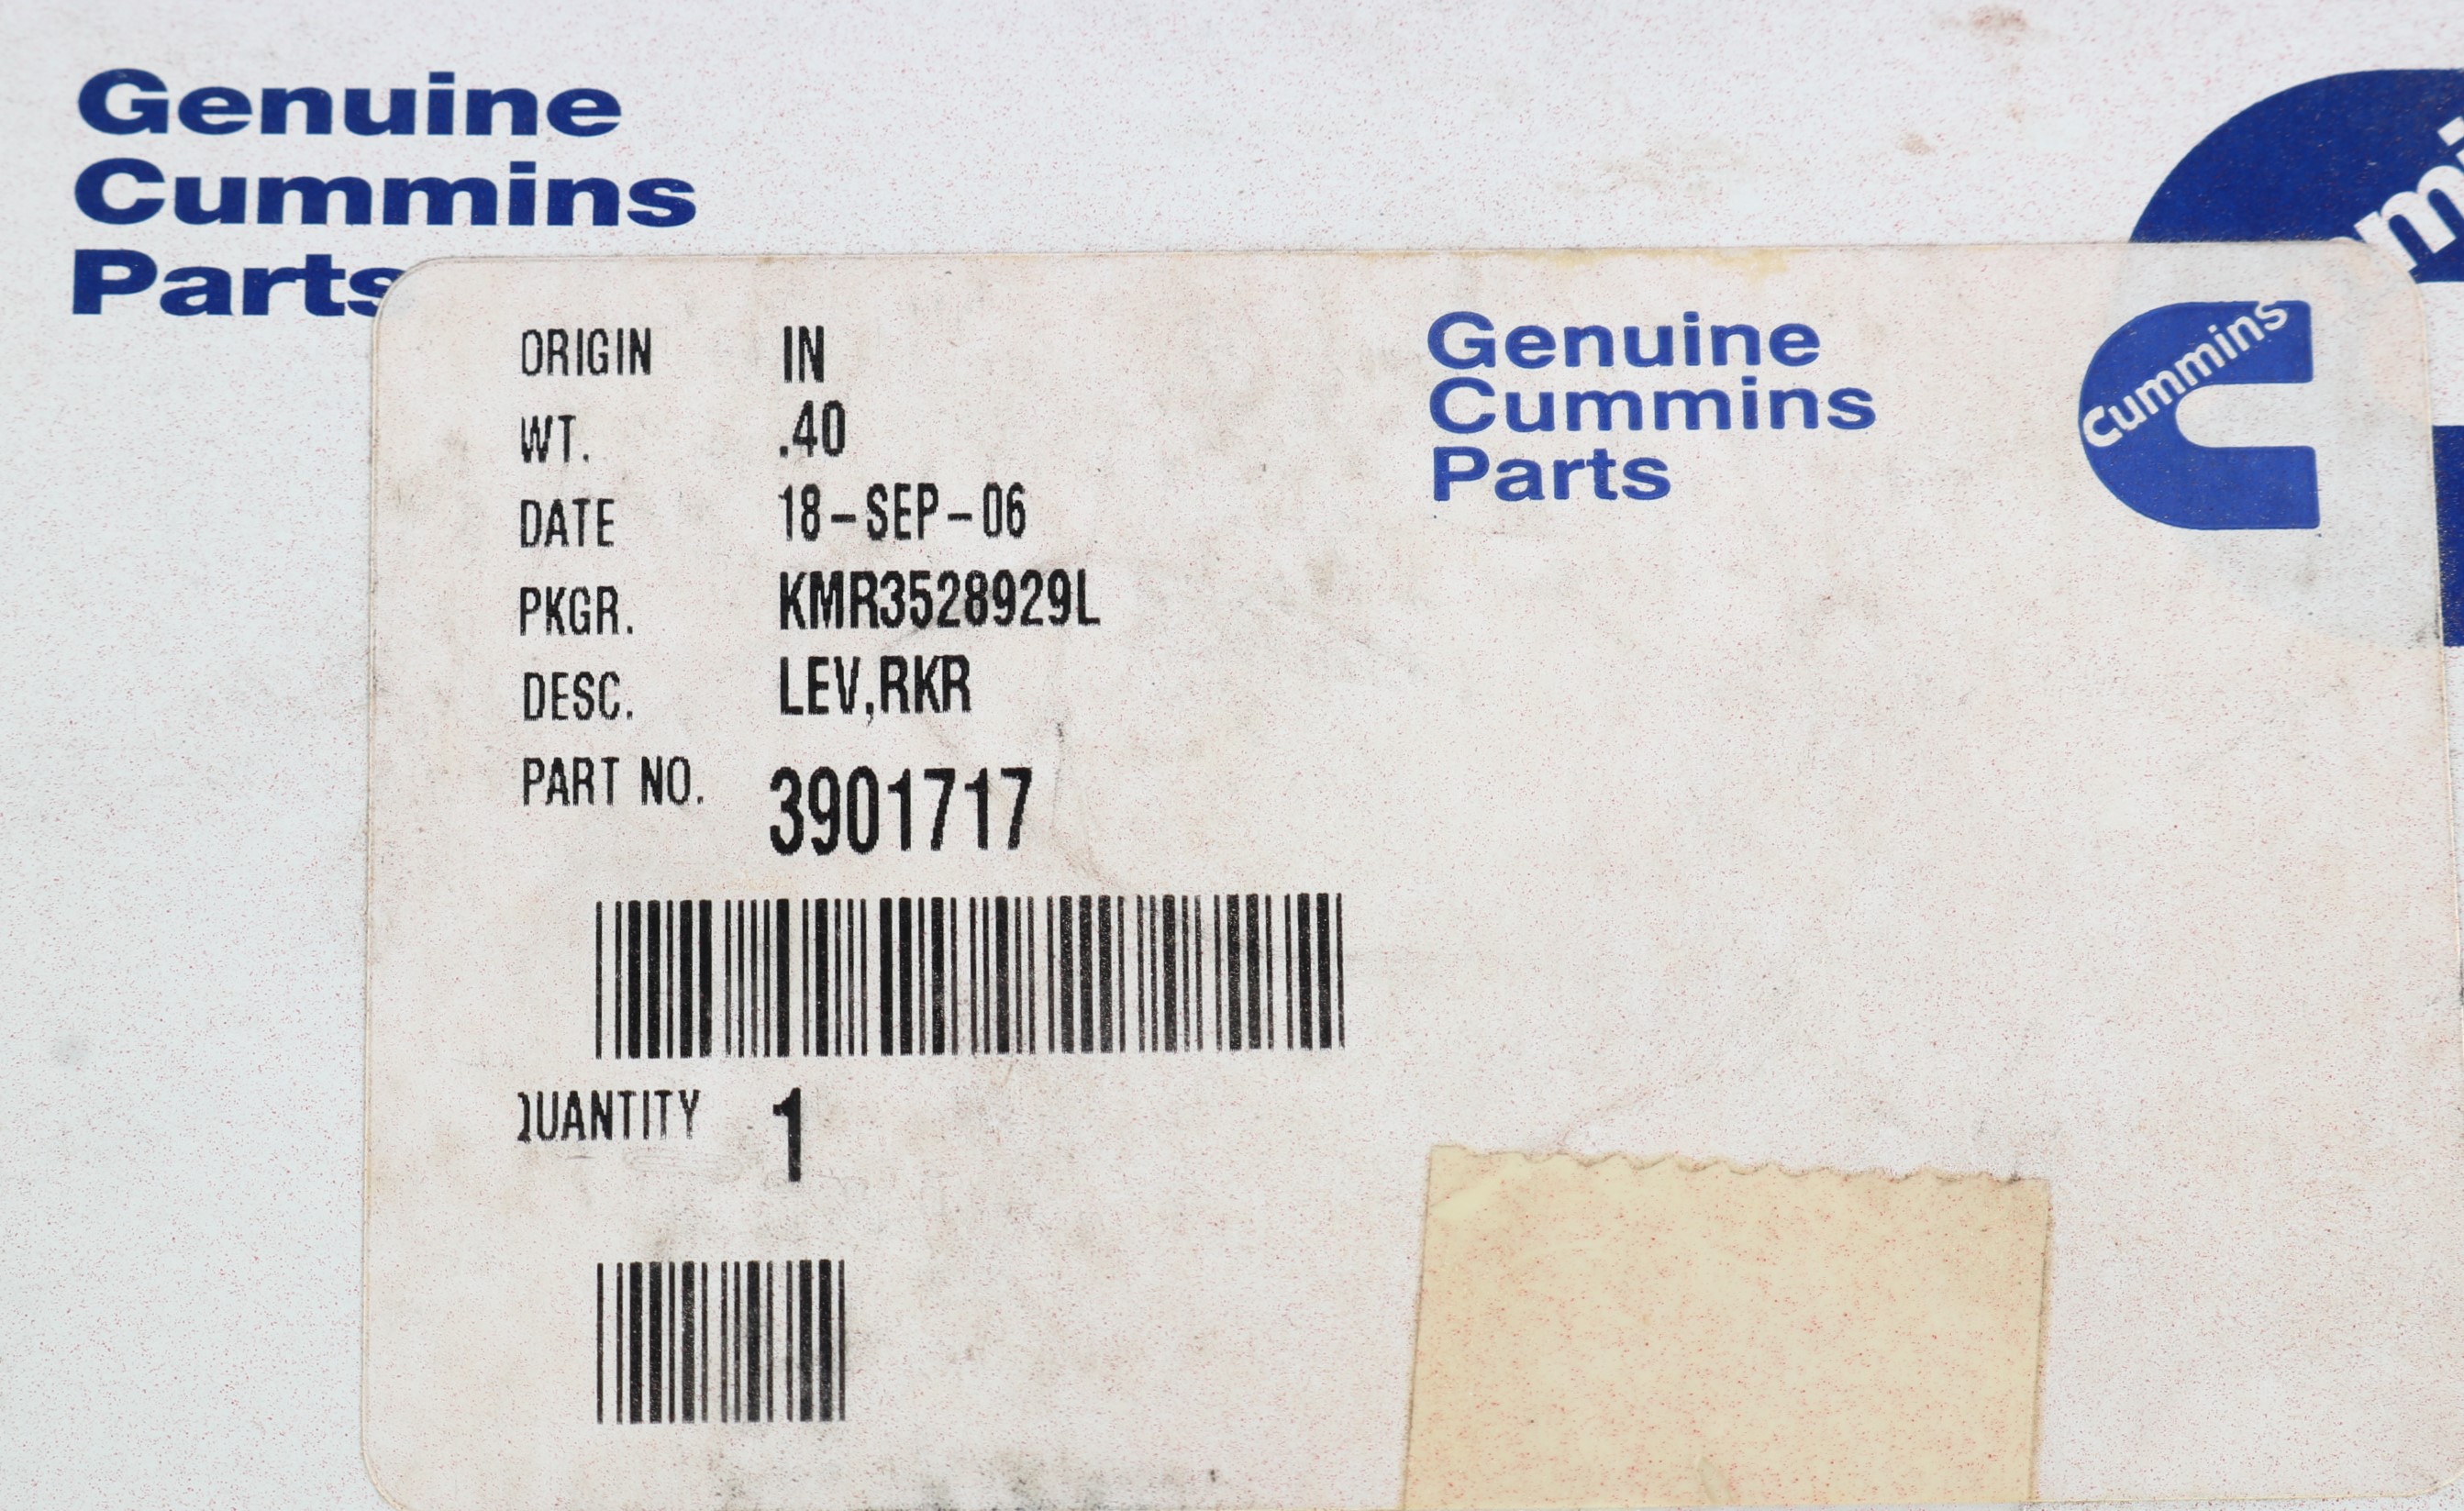 Genuine
Cummins
Parts
ORIGIN IN
WT. .40
DATE 18-SEP-06
PKGR. KMR3528929L
DESC. LEV,RKR
PART NO. 3901717
QUANTITY 1
Genuine
Cummins
Parts
Cummins